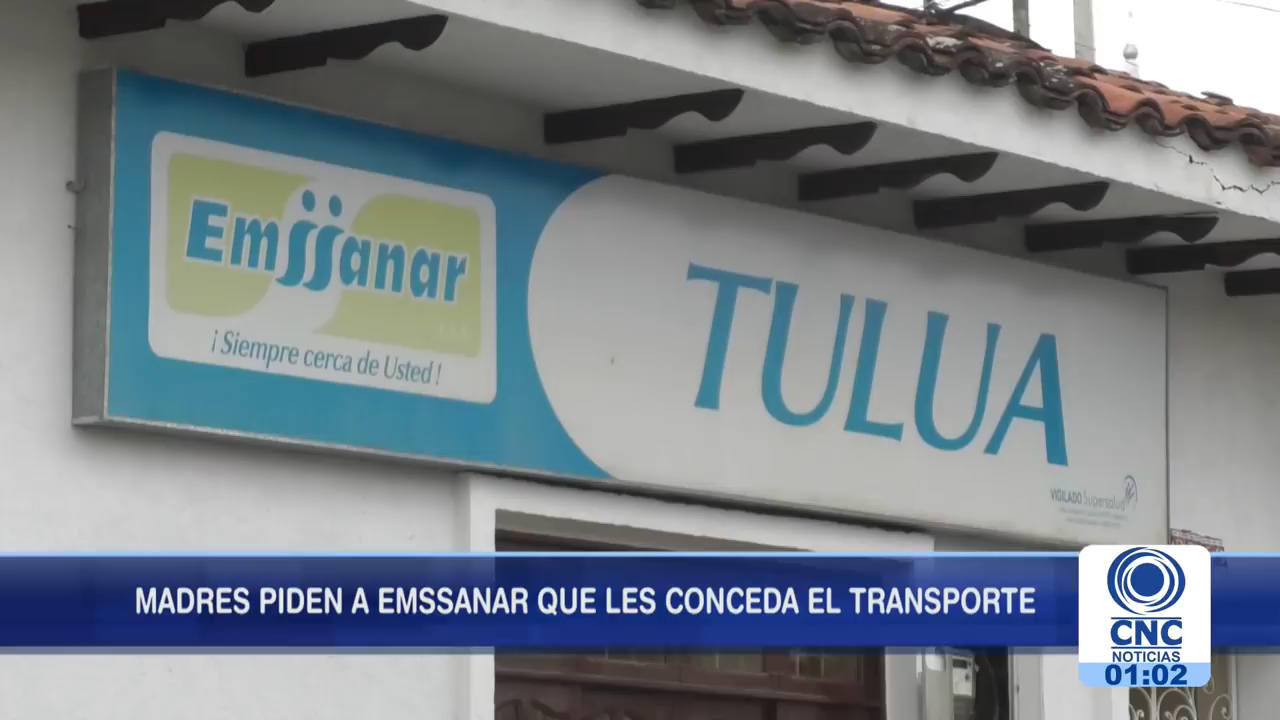 Emssanar
¡Siempre cerca de Usted!
TULUA
VIGILADO Supersalud
MADRES PIDEN A EMSSANAR QUE LES CONCEDA EL TRANSPORTE
CNC
NOTICIAS
01:02